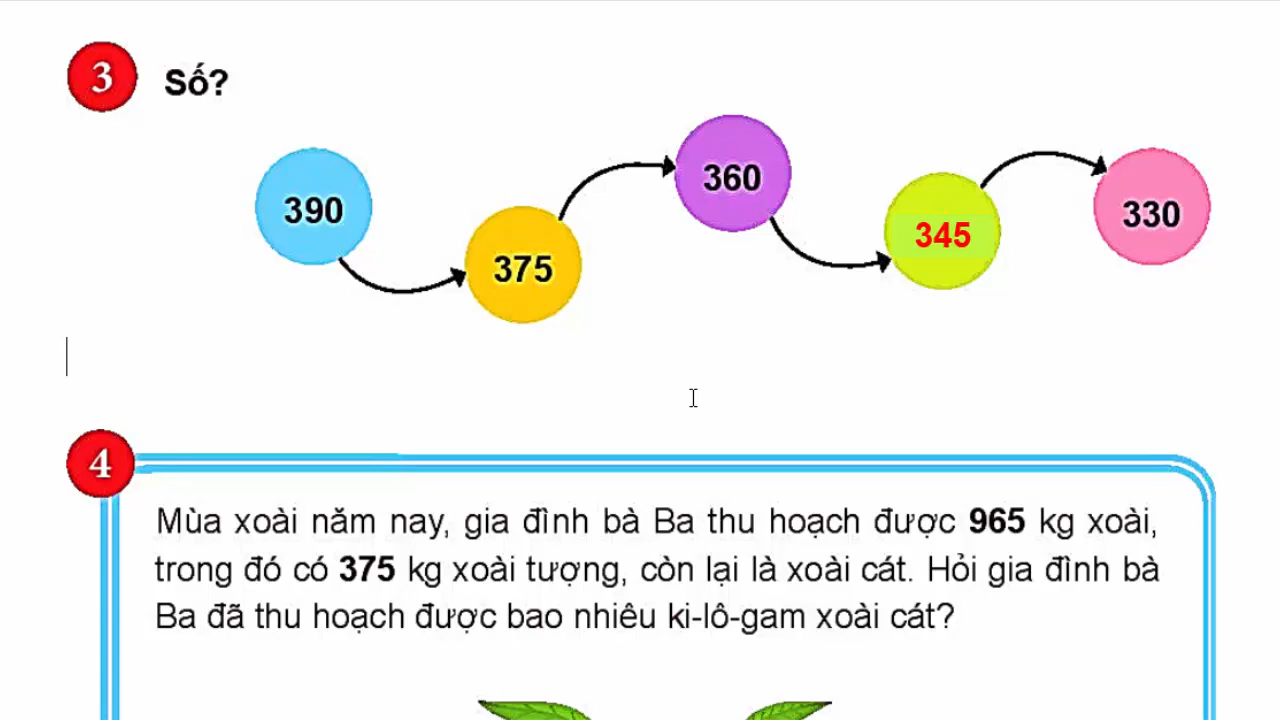 3 Số?
390 375 360 345 330
4
Mùa xoài năm nay, gia đình bà Ba thu hoạch được 965 kg xoài,
trong đó có 375 kg xoài tượng, còn lại là xoài cát. Hỏi gia đình bà
Ba đã thu hoạch được bao nhiêu ki-lô-gam xoài cát?